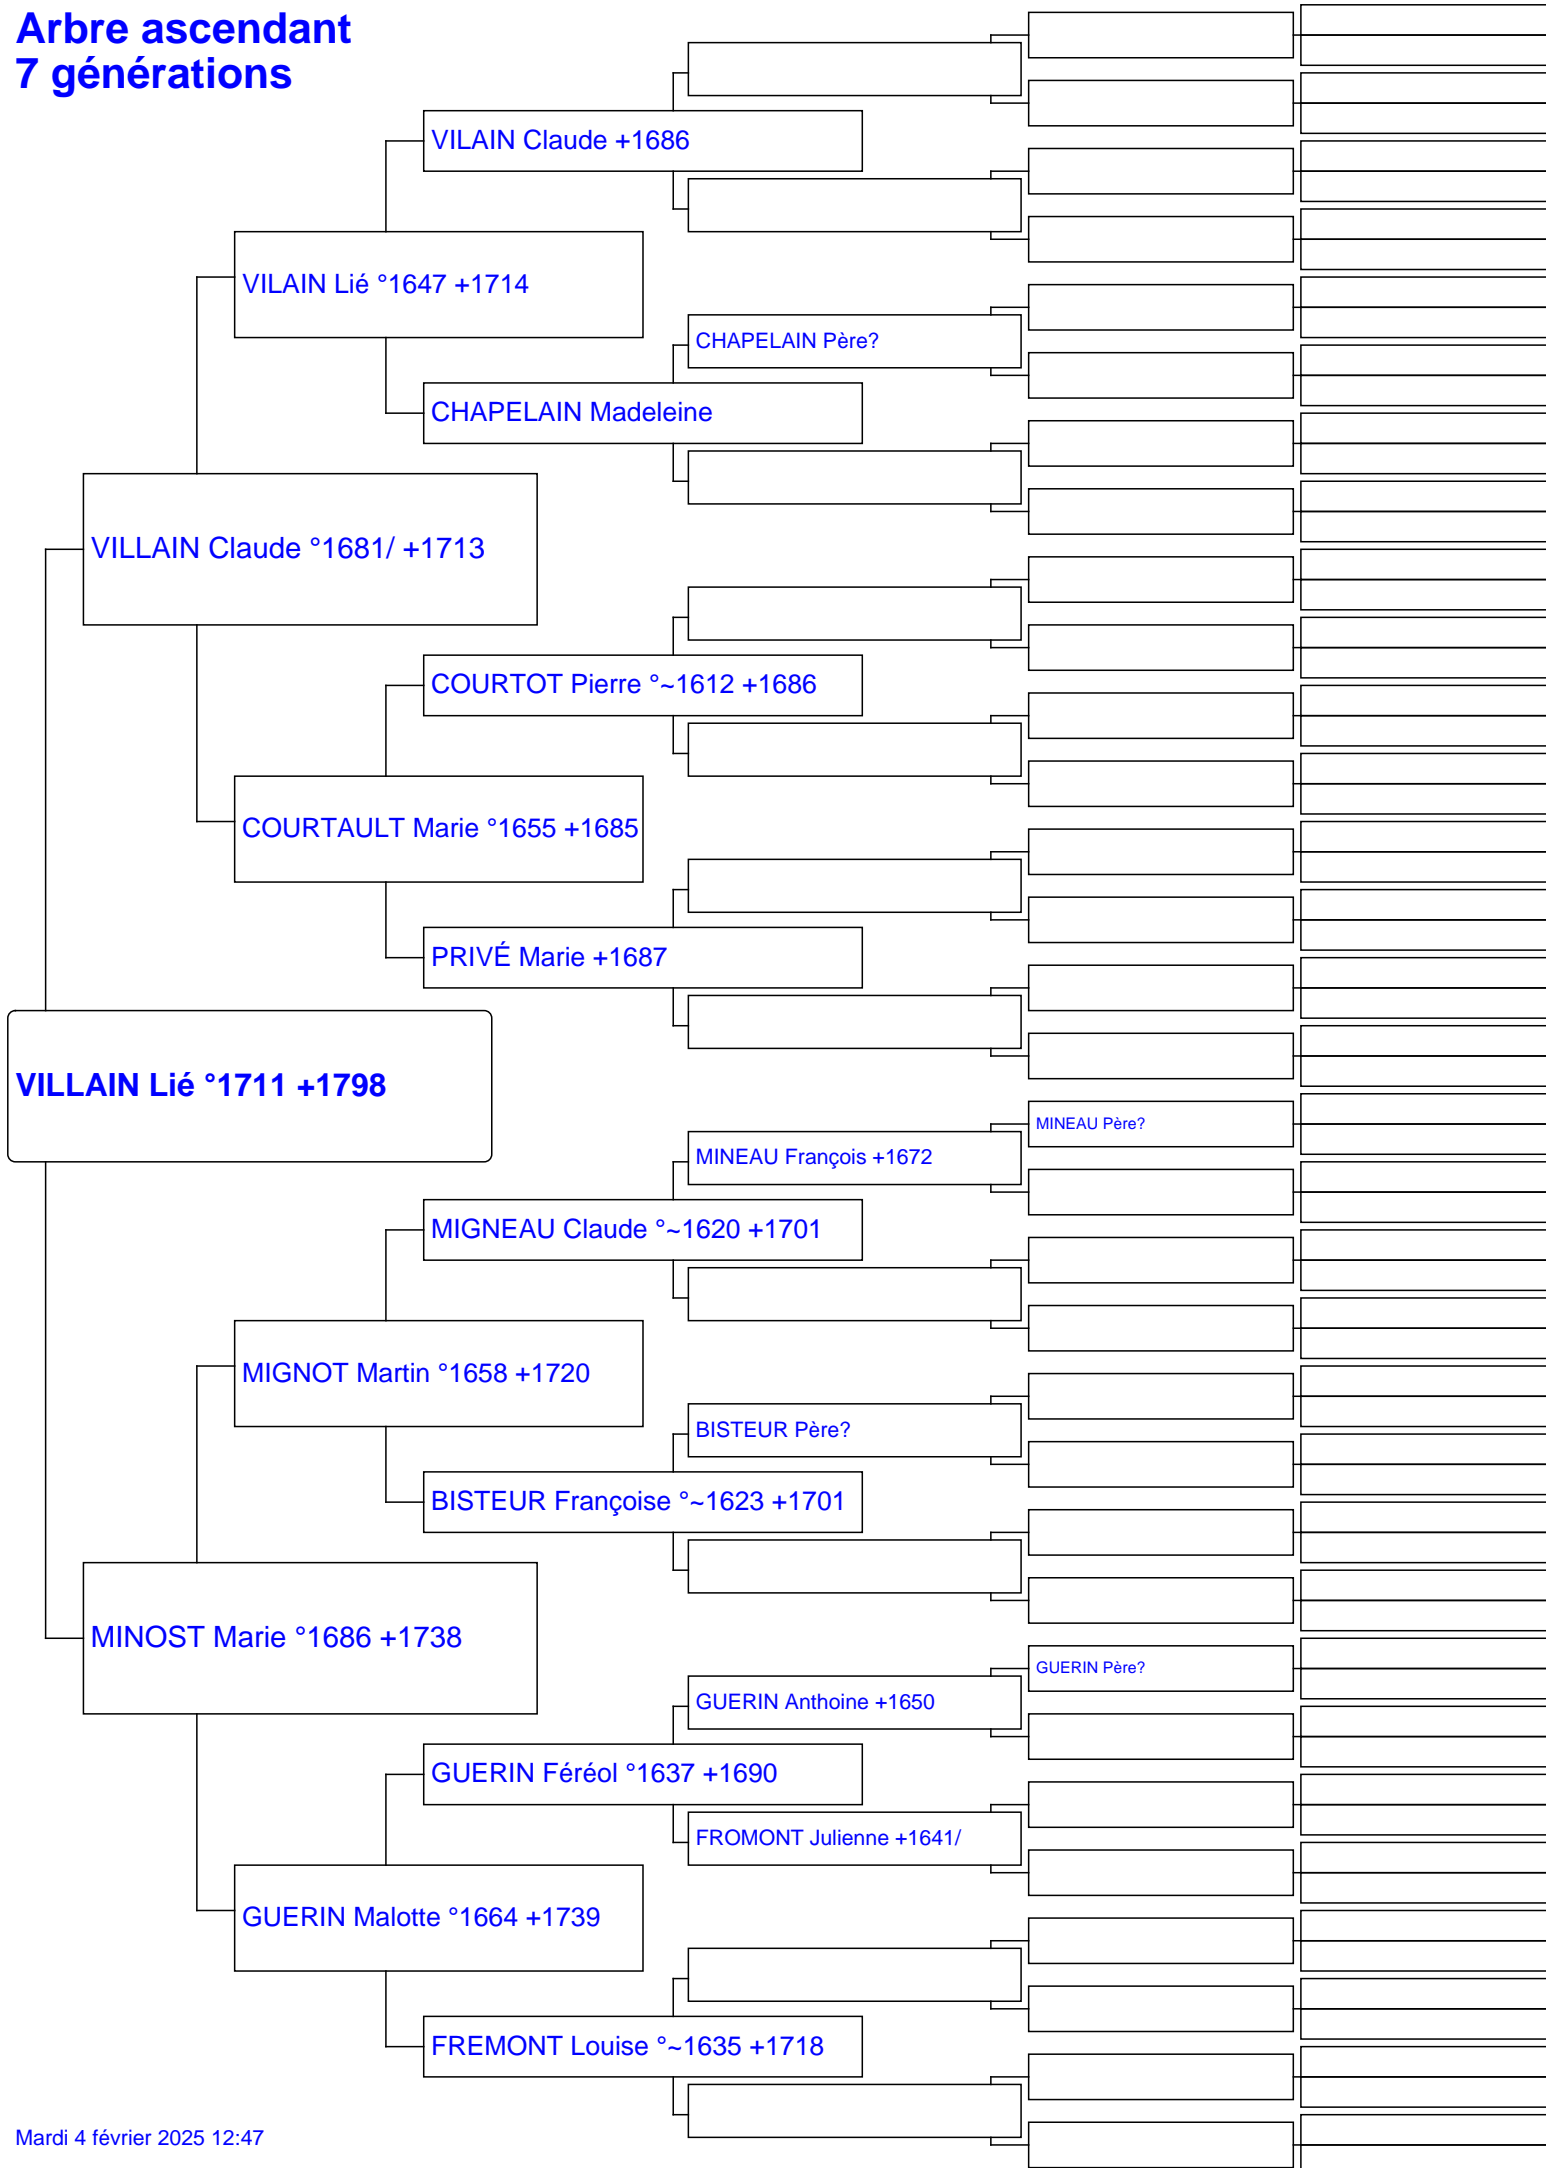 Arbre ascendant
7 générations
VILAIN Claude +1686
VILAIN Lié °1647 +1714
CHAPELAIN Père?
CHAPELAIN Madeleine
VILLAIN Claude °1681/ +1713
COURTOT Pierre °~1612 +1686
COURTAULT Marie °1655 +1685
PRIVÉ Marie +1687
VILLAIN Lié °1711 +1798
MINEAU Père?
MINEAU François +1672
MIGNEAU Claude °~1620 +1701
MIGNOT Martin °1658 +1720
BISTEUR Père?
BISTEUR Françoise °~1623 +1701
MINOST Marie °1686 +1738
GUERIN Père?
GUERIN Anthoine +1650
GUERIN Féréol °1637 +1690
FROMONT Julienne +1641/
GUERIN Malotte °1664 +1739
FREMONT Louise °~1635 +1718
Mardi 4 février 2025 12:47